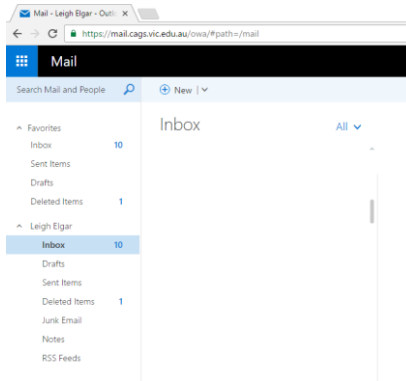 Mail - Leigh Elgar - Outl
https://mail.cags.vic.edu.au/owa/#path=/mail
Mail
Search Mail and People
New
Favorites
Inbox 10
Sent Items
Drafts
Deleted Items 1
Leigh Elgar
Inbox 10
Drafts
Sent Items
Deleted Items 1
Junk Email
Notes
RSS Feeds
Inbox All